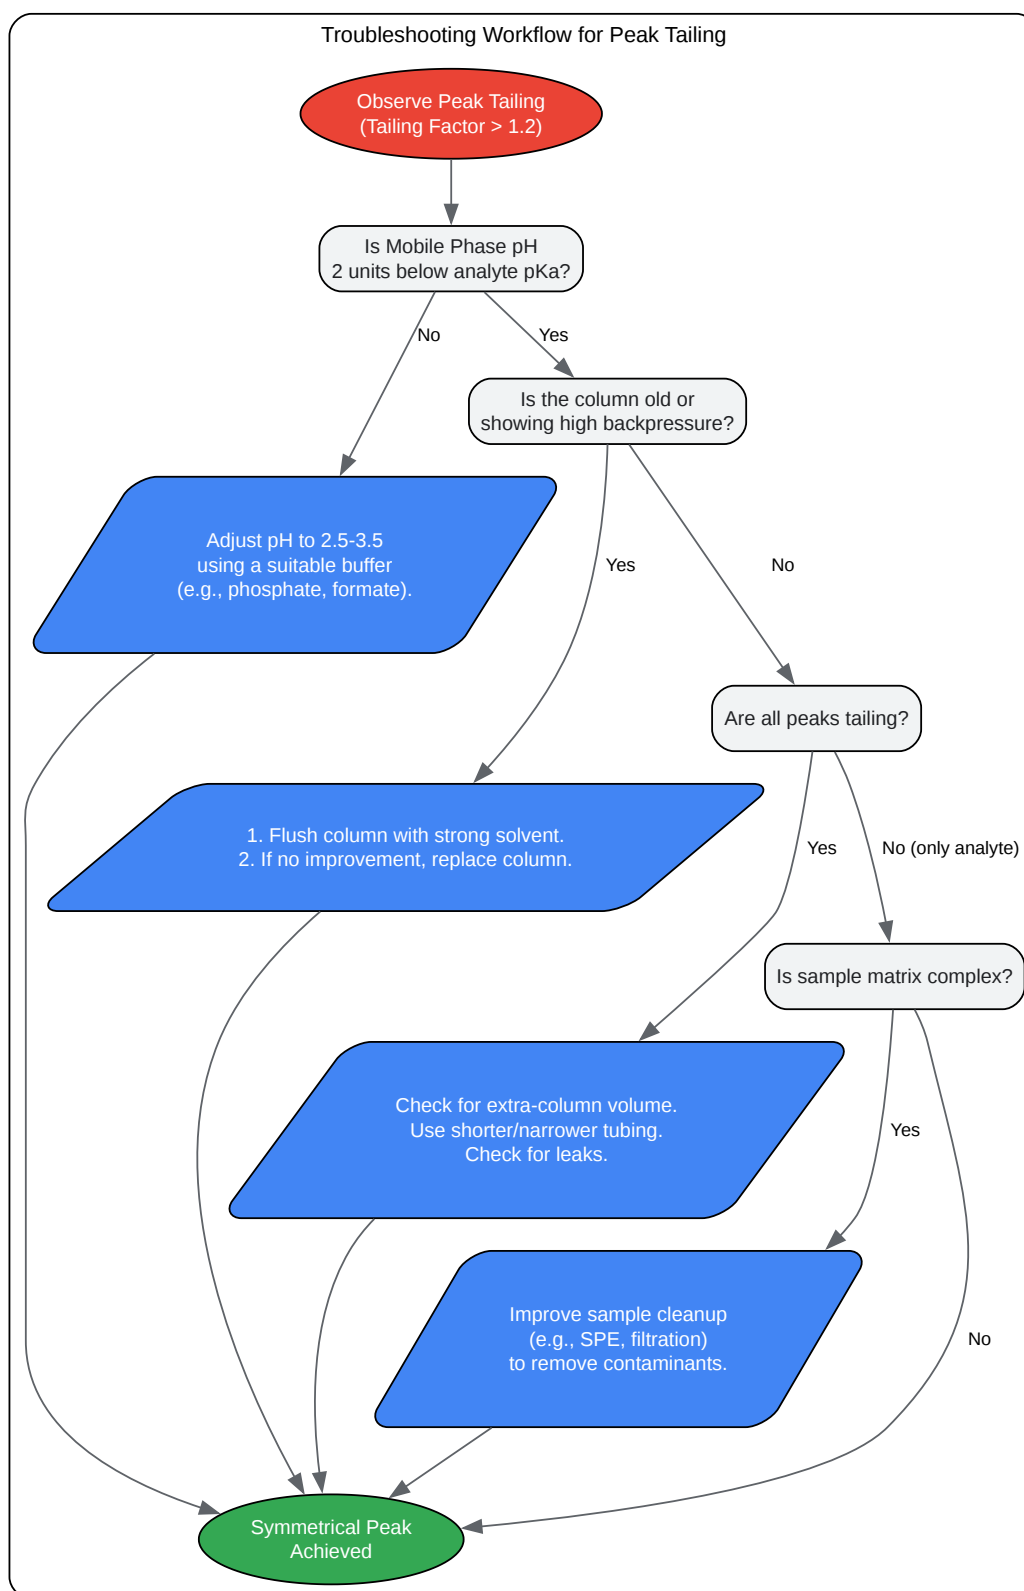 Troubleshooting Workflow for Peak Tailing
Observe Peak Tailing
(Tailing Factor > 1.2)
Is Mobile Phase pH
2 units below analyte pKa?
No
Yes
Is the column old or
showing high backpressure?
Adjust pH to 2.5-3.5
using a suitable buffer
(e.g., phosphate, formate).
Yes
No
Are all peaks tailing?
1. Flush column with strong solvent.
2. If no improvement, replace column.
Yes
No (only analyte)
Is sample matrix complex?
Check for extra-column volume.
Use shorter/narrower tubing.
Check for leaks.
Yes
Improve sample cleanup
(e.g., SPE, filtration)
to remove contaminants.
No
Symmetrical Peak
Achieved